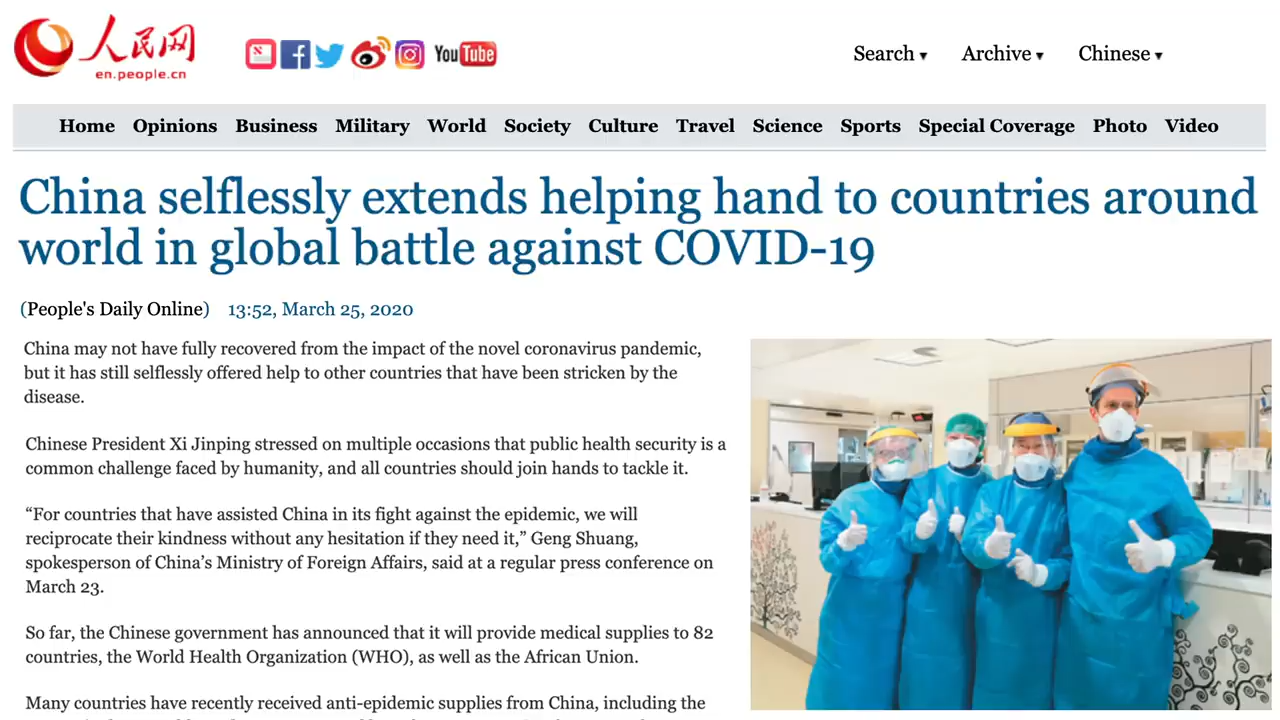 人民网
en.people.cn
You Tube
Search
Archive
Chinese
Home Opinions Business Military World Society Culture Travel Science Sports Special Coverage Photo Video
China selflessly extends helping hand to countries around
world in global battle against COVID-19
(People's Daily Online) 13:52, March 25, 2020
China may not have fully recovered from the impact of the novel coronavirus pandemic,
but it has still selflessly offered help to other countries that have been stricken by the
disease.
Chinese President Xi Jinping stressed on multiple occasions that public health security is a
common challenge faced by humanity, and all countries should join hands to tackle it.
“For countries that have assisted China in its fight against the epidemic, we will
reciprocate their kindness without any hesitation if they need it,” Geng Shuang,
spokesperson of China’s Ministry of Foreign Affairs, said at a regular press conference on
March 23.
So far, the Chinese government has announced that it will provide medical supplies to 82
countries, the World Health Organization (WHO), as well as the African Union.
Many countries have recently received anti-epidemic supplies from China, including the